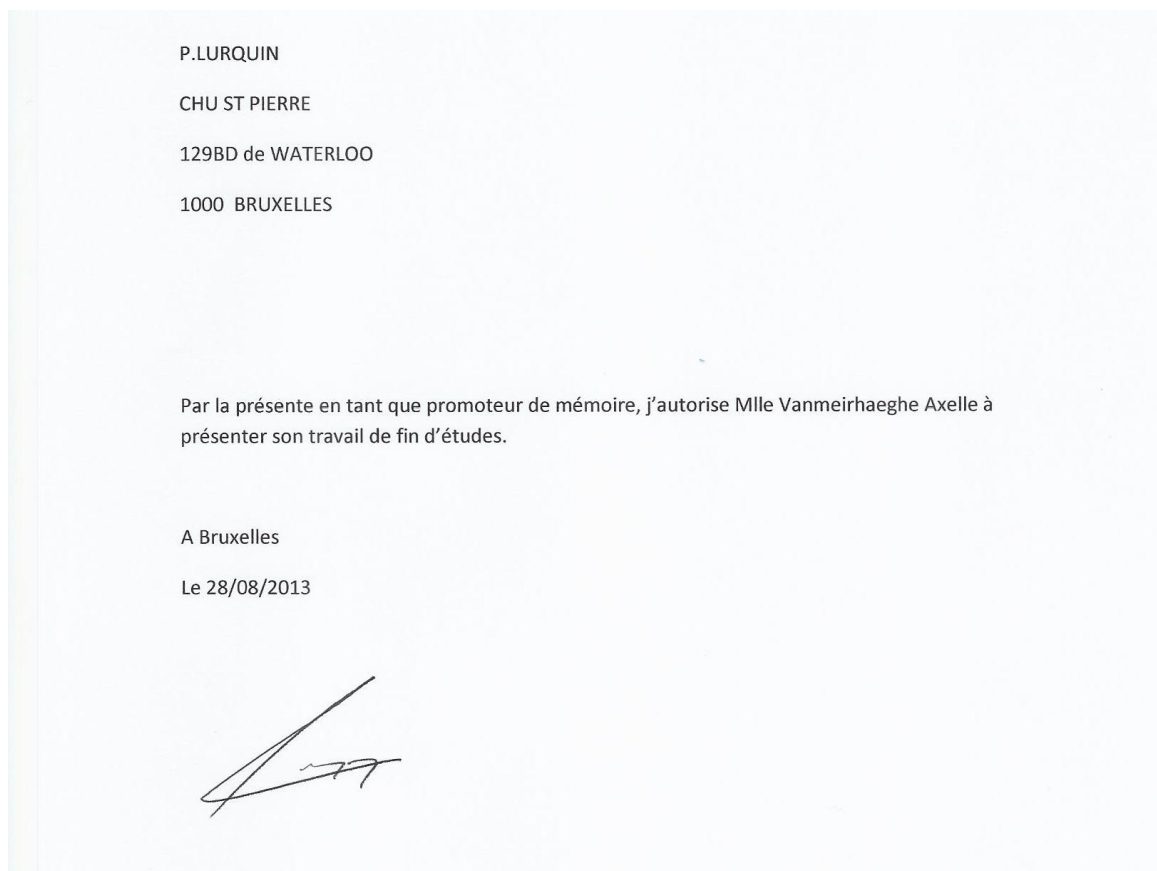 P.LURQUIN
CHU ST PIERRE
129BD de WATERLOO
1000 BRUXELLES
Par la présente en tant que promoteur de mémoire, j’autorise Mlle Vanmeirhaeghe Axelle à
présenter son travail de fin d’études.
A Bruxelles
Le 28/08/2013